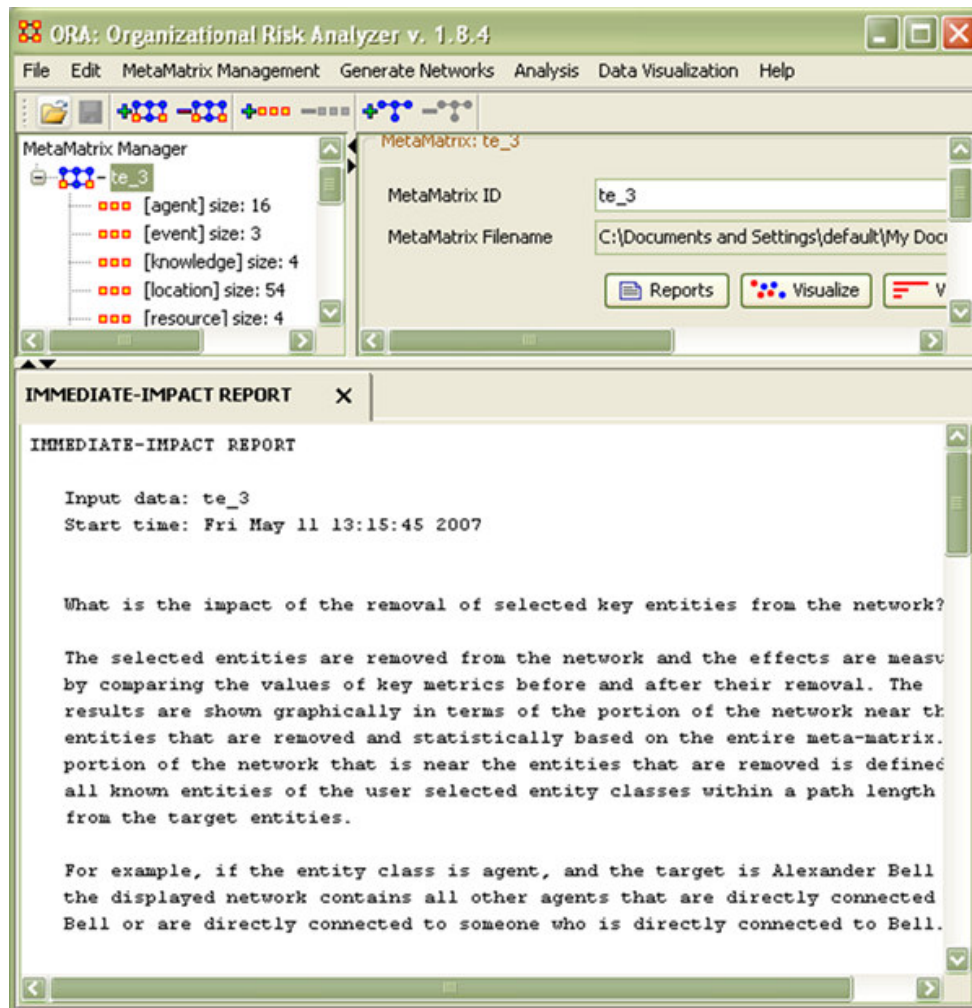 ORA: Organizational Risk Analyzer v. 1.8.4
File Edit MetaMatrix Management Generate Networks Analysis Data Visualization Help
MetaMatrix Manager
te_3
[agent] size: 16
[event] size: 3
[knowledge] size: 4
[location] size: 54
[resource] size: 4
MetaMatrix: te_3
MetaMatrix ID te_3
MetaMatrix Filename C:\Documents and Settings\default\My Docu
Reports Visualize V
IMMEDIATE-IMPACT REPORT X
IMMEDIATE-IMPACT REPORT
Input data: te_3
Start time: Fri May 11 13:15:45 2007
What is the impact of the removal of selected key entities from the network?
The selected entities are removed from the network and the effects are measu
by comparing the values of key metrics before and after their removal. The
results are shown graphically in terms of the portion of the network near th
entities that are removed and statistically based on the entire meta-matrix.
portion of the network that is near the entities that are removed is defined
all known entities of the user selected entity classes within a path length
from the target entities.
For example, if the entity class is agent, and the target is Alexander Bell
the displayed network contains all other agents that are directly connected
Bell or are directly connected to someone who is directly connected to Bell.